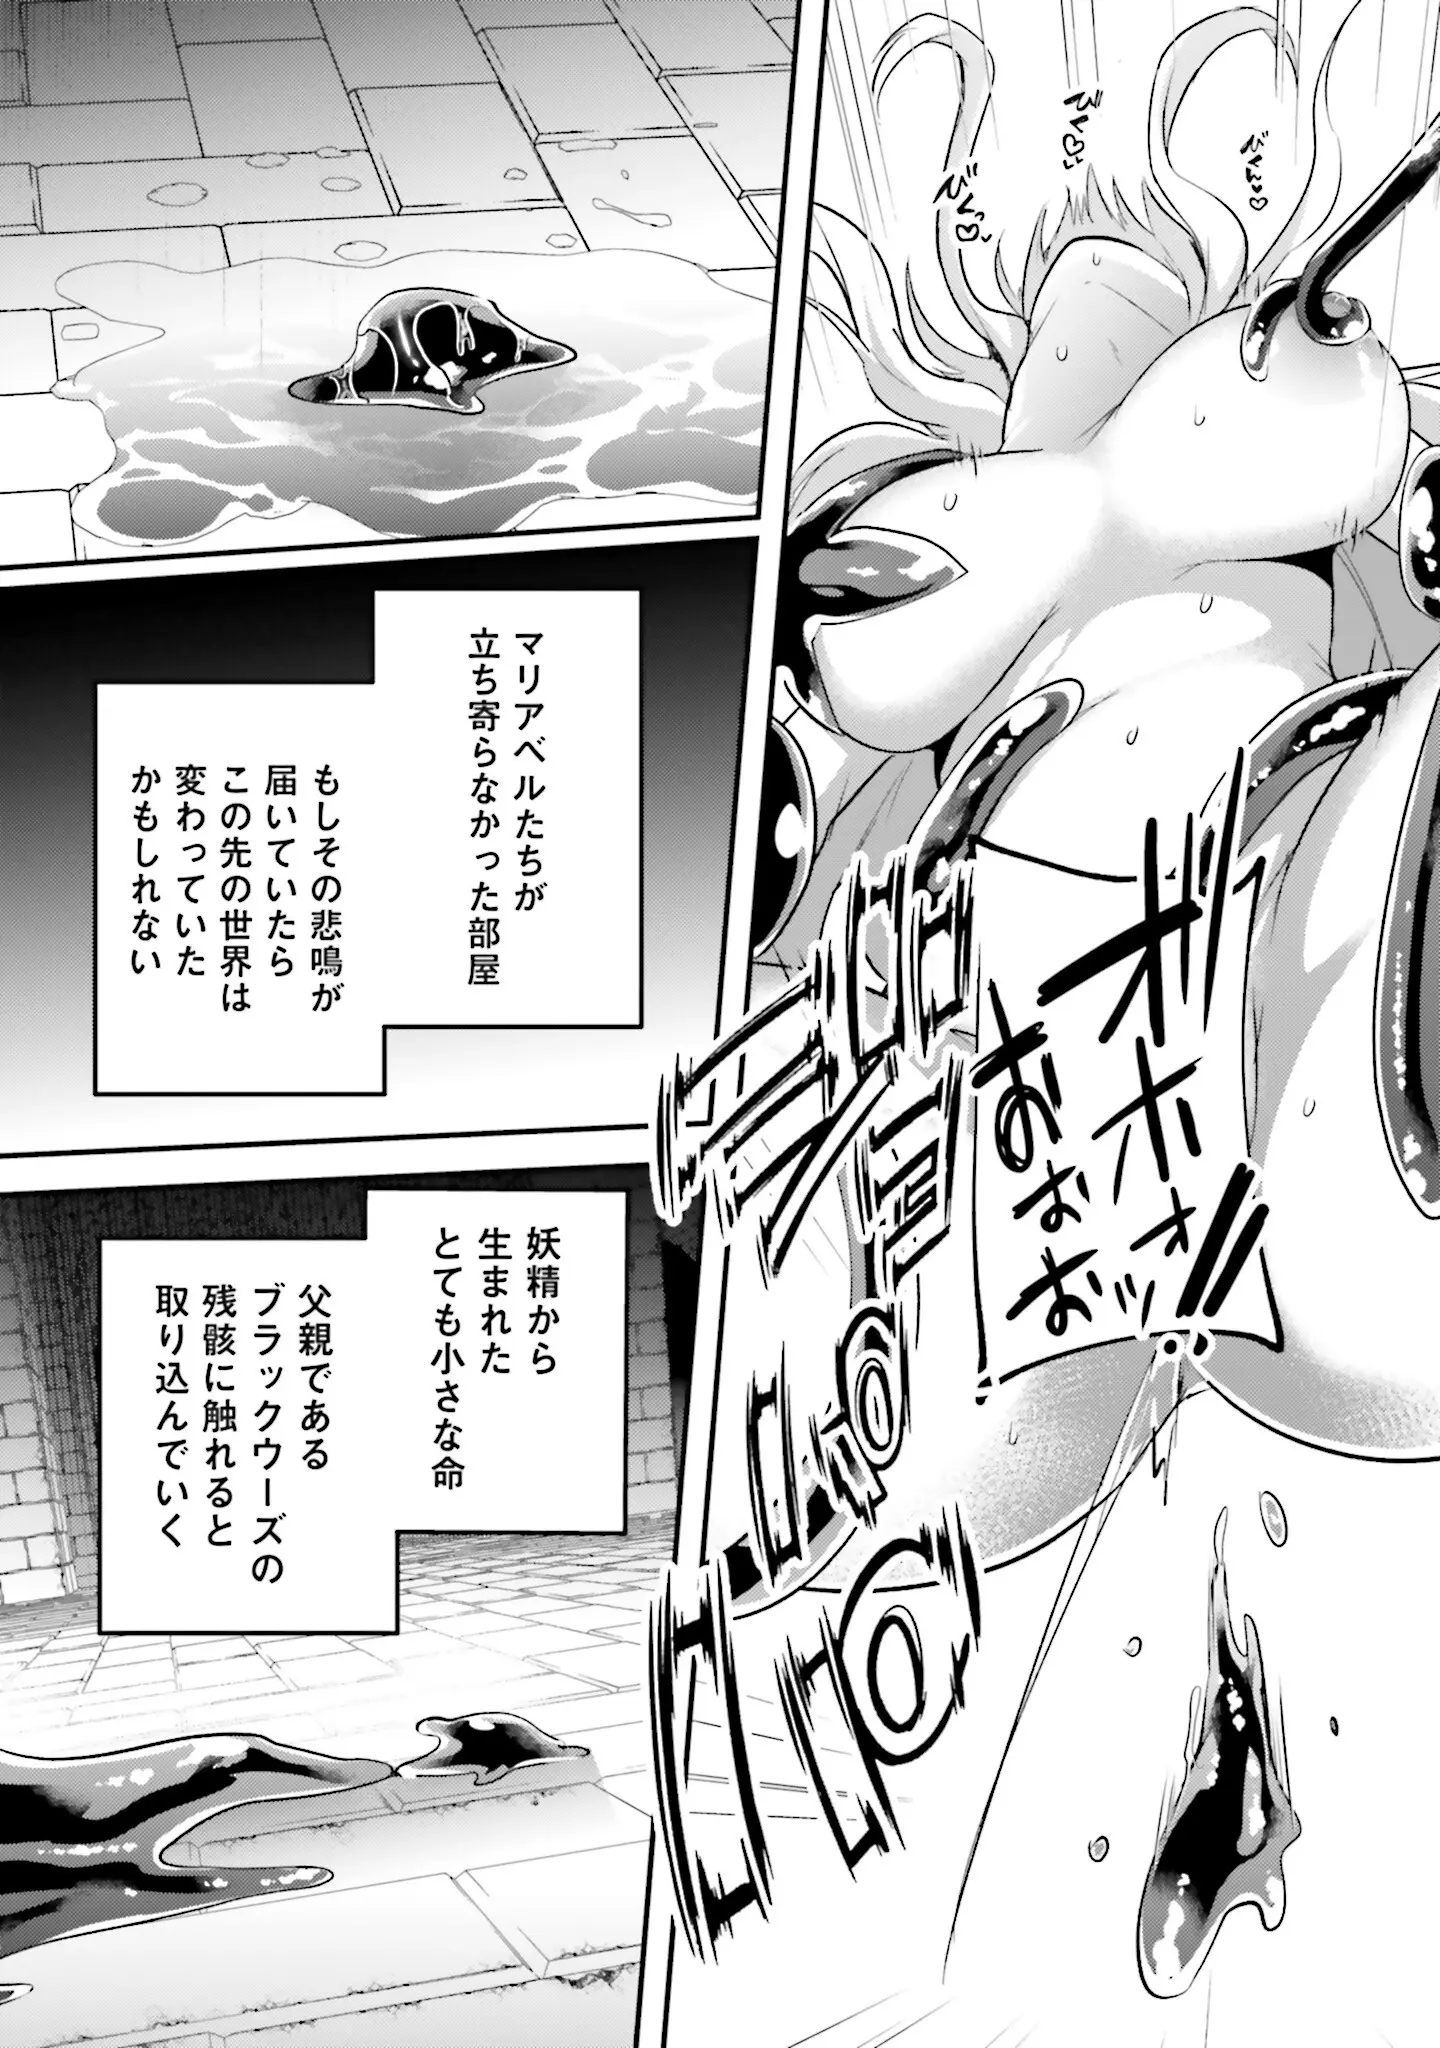 びくっ♡
びく♡
びくん♡
オオオォ!!
おおおおッ
マリアベルたちが
立ち寄らなかった部屋
もしその悲鳴が
届いていたら
この先の世界は
変わっていた
かもしれない
妖精から
生まれた
とても小さな命
父親である
ブラックウーズの
残骸に触れると
取り込んでいく